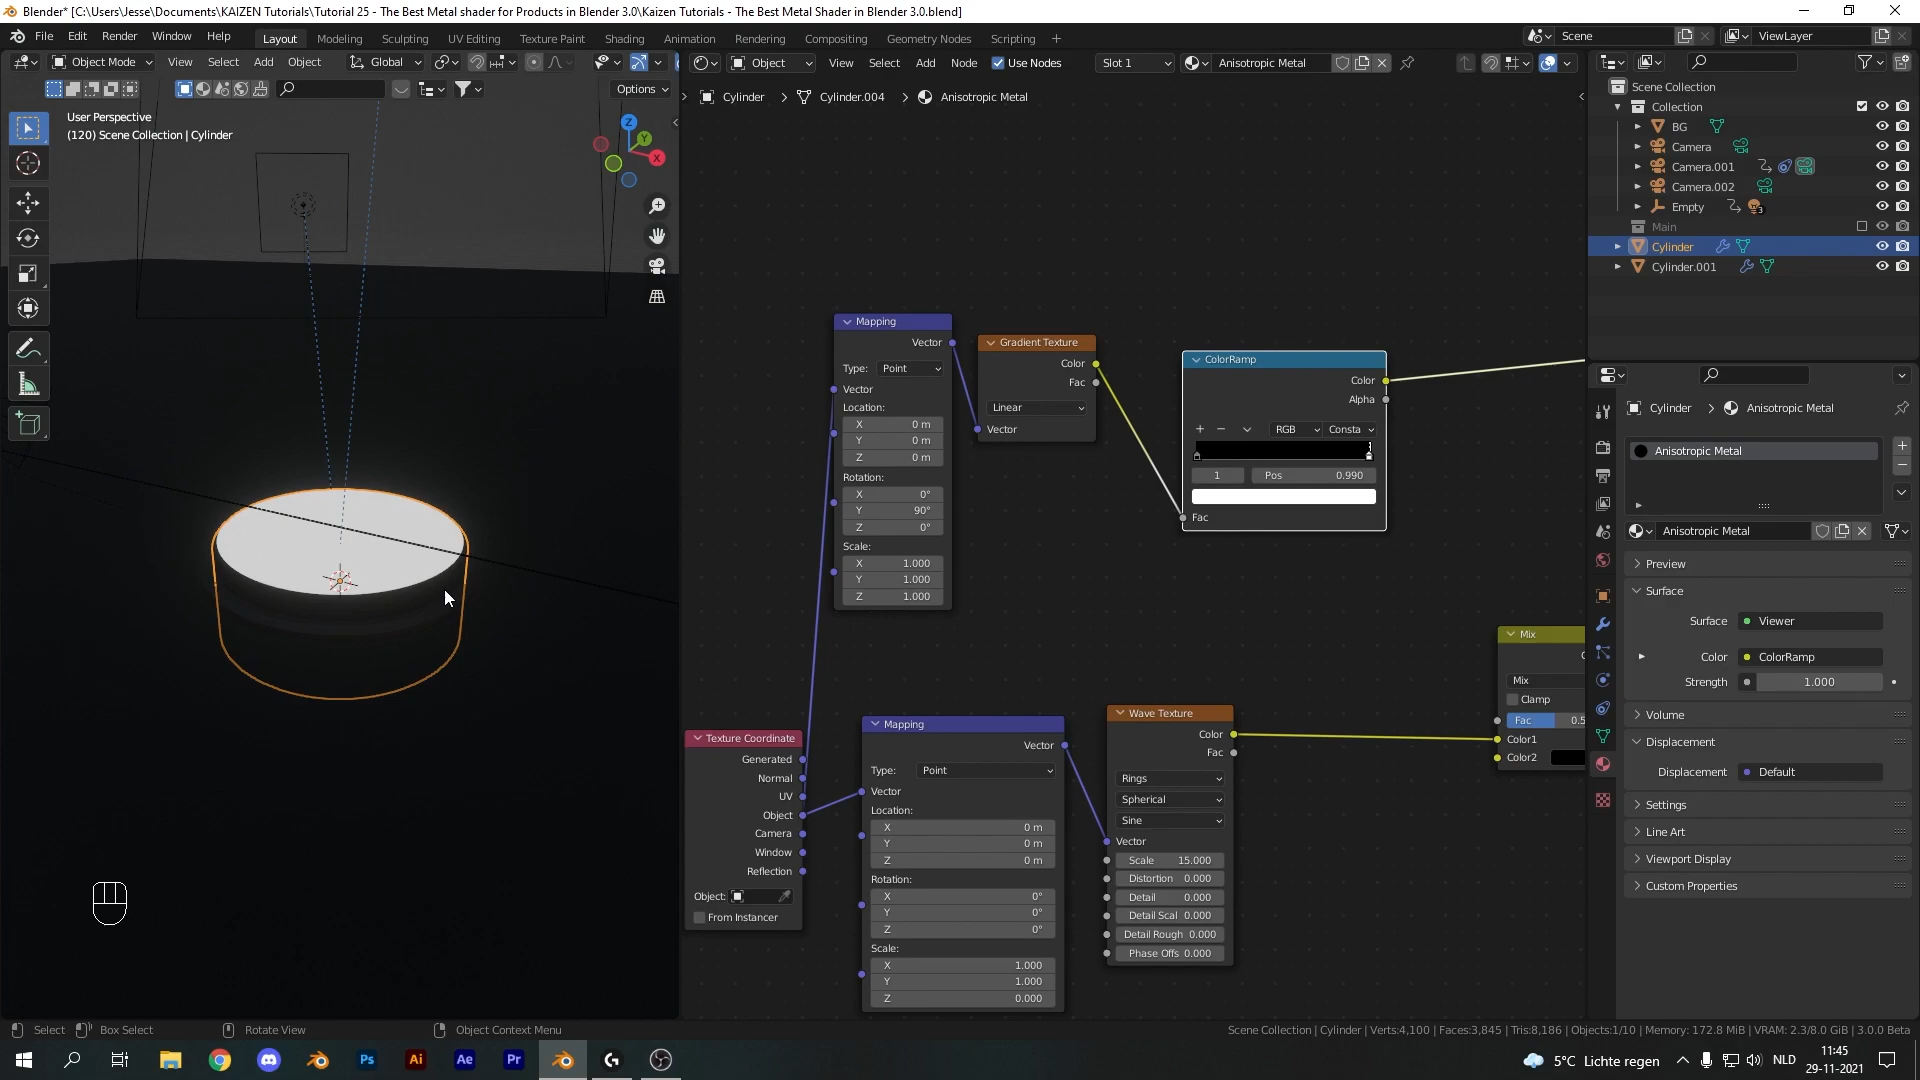 Blender* [C:\Users\Jesse\Documents\KAIZEN Tutorials\Tutorial 25 - The Best Metal shader for Products in Blender 3.0\Kaizen Tutorials - The Best Metal Shader in Blender 3.0.blend]
File Edit Render Window Help Layout Modeling Sculpting UV Editing Texture Paint Shading Animation Rendering Compositing Geometry Nodes Scripting + Scene ViewLayer
Object Mode View Select Add Object Global Object View Select Add Node Use Nodes Slot 1 Anisotropic Metal
Options
User Perspective
(120) Scene Collection | Cylinder
Z
Y
X
Cylinder > Cylinder.004 > Anisotropic Metal
Mapping
Vector
Type: Point
Vector
Location:
X 0 m
Y 0 m
Z 0 m
Rotation:
X 0°
Y 90°
Z 0°
Scale:
X 1.000
Y 1.000
Z 1.000
Gradient Texture
Color
Fac
Linear
Vector
ColorRamp
Color
Alpha
+ − RGB Consta
1 Pos 0.990
Fac
Texture Coordinate
Generated
Normal
UV
Object
Camera
Window
Reflection
Object:
From Instancer
Mapping
Vector
Type: Point
Vector
Location:
X 0 m
Y 0 m
Z 0 m
Rotation:
X 0°
Y 0°
Z 0°
Scale:
X 1.000
Y 1.000
Z 0.000
Wave Texture
Color
Fac
Rings
Spherical
Sine
Vector
Scale 15.000
Distortion 0.000
Detail 0.000
Detail Scal 0.000
Detail Rough 0.000
Phase Offs 0.000
Mix
Mix
Clamp
Fac 0.5
Color1
Color2
Scene Collection
Collection
BG
Camera
Camera.001
Camera.002
Empty 3
Main
Cylinder
Cylinder.001
Cylinder > Anisotropic Metal
Anisotropic Metal
Anisotropic Metal
Preview
Surface
Surface Viewer
Color ColorRamp
Strength 1.000
Volume
Displacement
Displacement Default
Settings
Line Art
Viewport Display
Custom Properties
Select Box Select Rotate View Object Context Menu Scene Collection | Cylinder | Verts:4,100 | Faces:3,845 | Tris:8,186 | Objects:1/10 | Memory: 172.8 MiB | VRAM: 2.3/8.0 GiB | 3.0.0 Beta
Ps Ai Ae Pr 5°C Lichte regen NLD
11:45
29-11-2021